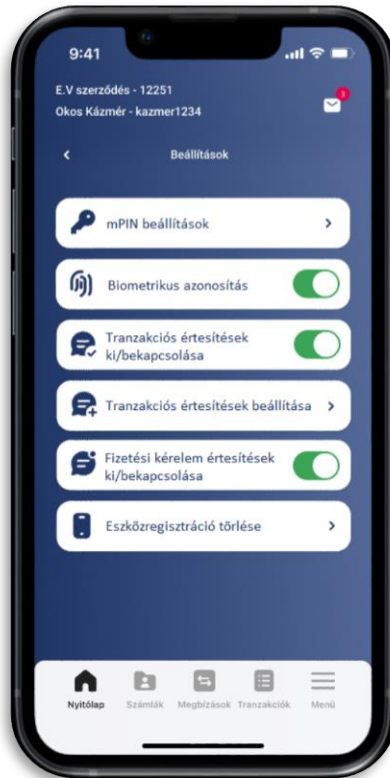 9:41
E.V szerződés - 12251
Okos Kázmér - kazmer1234
3
Beállítások
mPIN beállítások
Biometrikus azonosítás
Tranzakciós értesítések
ki/bekapcsolása
Tranzakciós értesítések beállítása
Fizetési kérelem értesítések
ki/bekapcsolása
Eszközregisztráció törlése
Nyitólap Számlák Megbízások Tranzakciók Menü